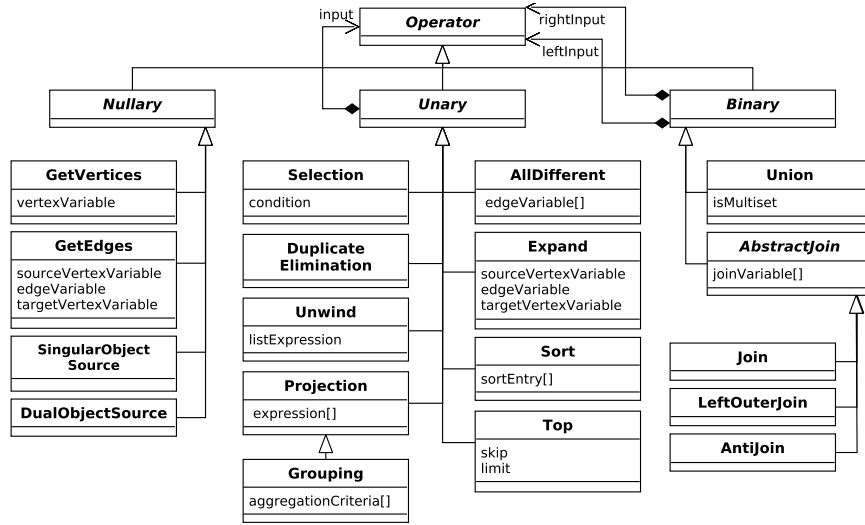 input
Operator
rightInput
leftInput
Nullary
Unary
Binary
GetVertices
vertexVariable
GetEdges
sourceVertexVariable
edgeVariable
targetVertexVariable
SingularObject
Source
DualObjectSource
Selection
condition
Duplicate
Elimination
Unwind
listExpression
Projection
expression[]
Grouping
aggregationCriteria[]
AllDifferent
edgeVariable[]
Expand
sourceVertexVariable
edgeVariable
targetVertexVariable
Sort
sortEntry[]
Top
skip
limit
Union
isMultiset
AbstractJoin
joinVariable[]
Join
LeftOuterJoin
AntiJoin